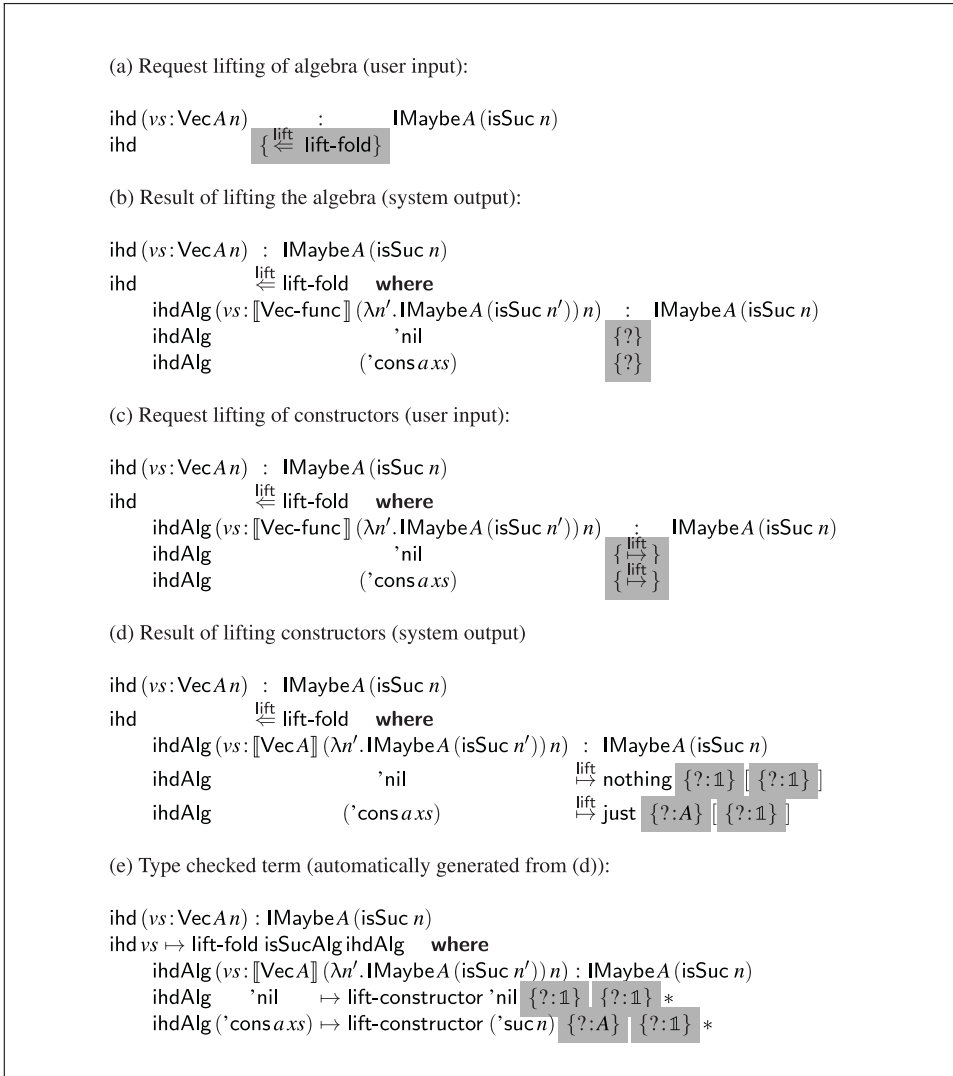 (a) Request lifting of algebra (user input):
ihd (vs : Vec A n) : IMaybe A (isSuc n)
ihd {⇐lift lift-fold}
(b) Result of lifting the algebra (system output):
ihd (vs : Vec A n) : IMaybe A (isSuc n)
ihd ⇐lift lift-fold where
ihdAlg (vs : ⟦Vec-func⟧ (λn′. IMaybe A (isSuc n′)) n) : IMaybe A (isSuc n)
ihdAlg ’nil {?}
ihdAlg (’cons a xs) {?}
(c) Request lifting of constructors (user input):
ihd (vs : Vec A n) : IMaybe A (isSuc n)
ihd ⇐lift lift-fold where
ihdAlg (vs : ⟦Vec-func⟧ (λn′. IMaybe A (isSuc n′)) n) : IMaybe A (isSuc n)
ihdAlg ’nil {↦lift}
ihdAlg (’cons a xs) {↦lift}
(d) Result of lifting constructors (system output)
ihd (vs : Vec A n) : IMaybe A (isSuc n)
ihd ⇐lift lift-fold where
ihdAlg (vs : ⟦Vec A⟧ (λn′. IMaybe A (isSuc n′)) n) : IMaybe A (isSuc n)
ihdAlg ’nil ↦lift nothing {?:𝟙} [ {?:𝟙} ]
ihdAlg (’cons a xs) ↦lift just {?:A} [ {?:𝟙} ]
(e) Type checked term (automatically generated from (d)):
ihd (vs : Vec A n) : IMaybe A (isSuc n)
ihd vs ↦ lift-fold isSucAlg ihdAlg where
ihdAlg (vs : ⟦Vec A⟧ (λn′. IMaybe A (isSuc n′)) n) : IMaybe A (isSuc n)
ihdAlg ’nil ↦ lift-constructor ’nil {?:𝟙} {?:𝟙} ∗
ihdAlg (’cons a xs) ↦ lift-constructor (’suc n) {?:A} {?:𝟙} ∗